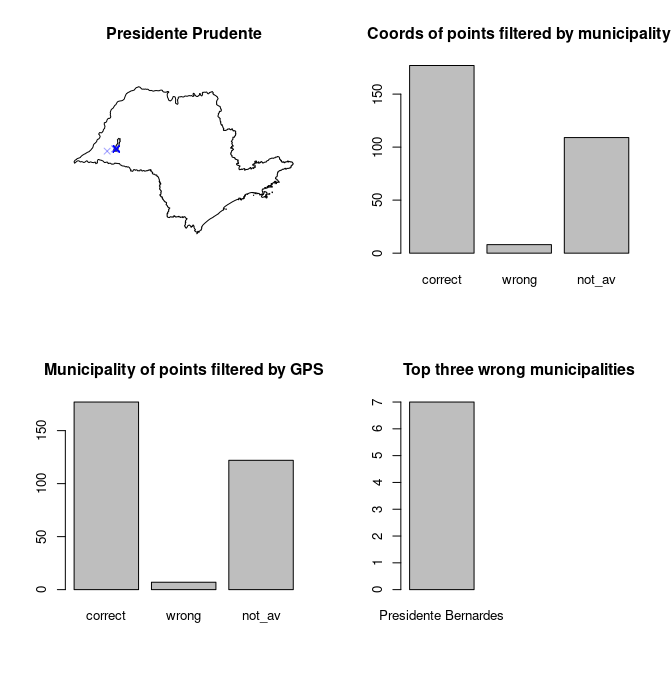 Presidente Prudente
Coords of points filtered by municipality
150
100
50
0
correct wrong not_av
Municipality of points filtered by GPS
150
100
50
0
correct wrong not_av
Top three wrong municipalities
7
6
5
4
3
2
1
0
Presidente Bernardes